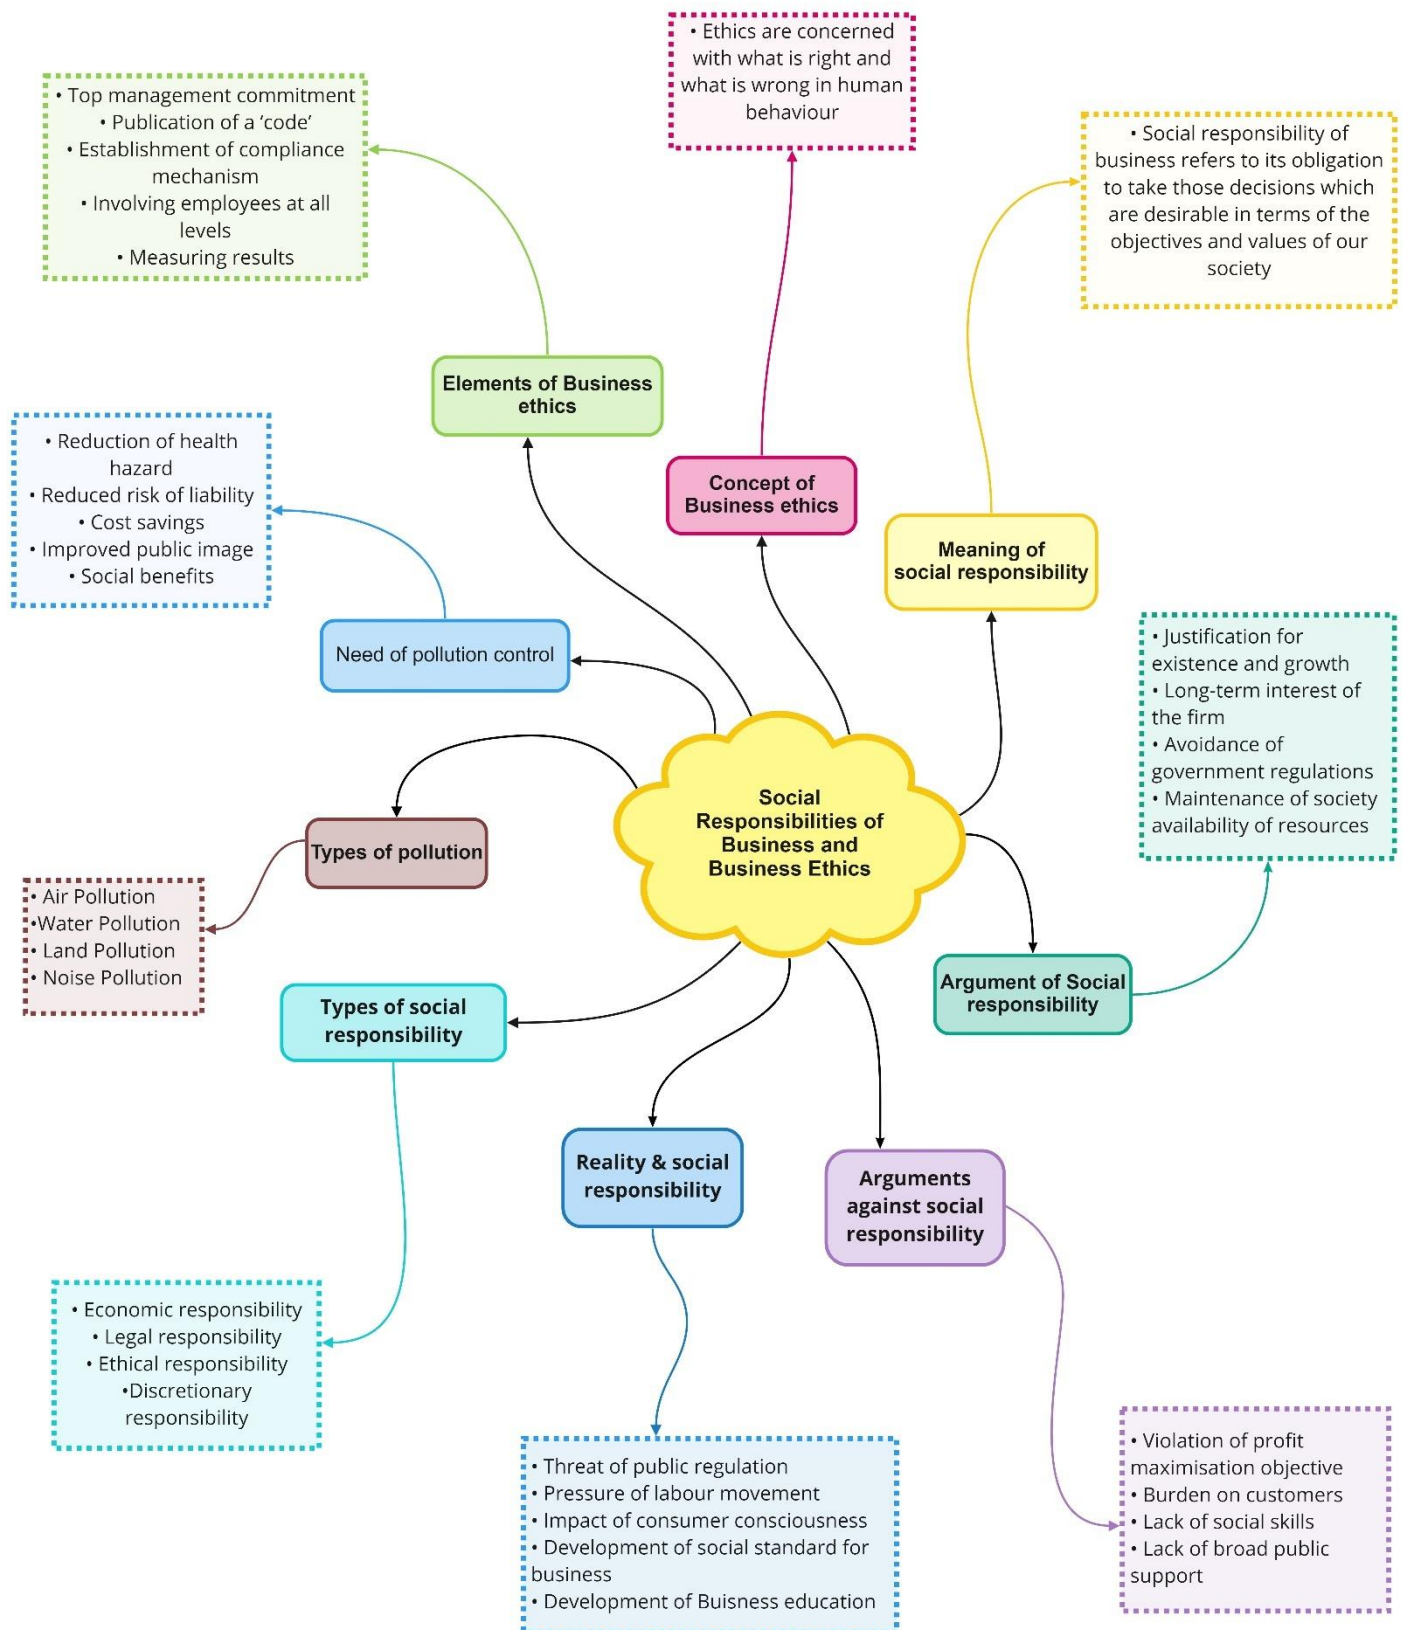 • Ethics are concerned
with what is right and
what is wrong in human
behaviour
• Top management commitment
• Publication of a ‘code’
• Establishment of compliance
mechanism
• Involving employees at all
levels
• Measuring results
• Social responsibility of
business refers to its obligation
to take those decisions which
are desirable in terms of the
objectives and values of our
society
Elements of Business
ethics
Concept of
Business ethics
Meaning of
social responsibility
• Reduction of health
hazard
• Reduced risk of liability
• Cost savings
• Improved public image
• Social benefits
Need of pollution control
• Justification for
existence and growth
• Long-term interest of
the firm
• Avoidance of
government regulations
• Maintenance of society
availability of resources
Social
Responsibilities of
Business and
Business Ethics
Types of pollution
• Air Pollution
•Water Pollution
• Land Pollution
• Noise Pollution
Argument of Social
responsibility
Types of social
responsibility
Reality & social
responsibility
Arguments
against social
responsibility
• Economic responsibility
• Legal responsibility
• Ethical responsibility
•Discretionary
responsibility
• Threat of public regulation
• Pressure of labour movement
• Impact of consumer consciousness
• Development of social standard for
business
• Development of Buisness education
• Violation of profit
maximisation objective
• Burden on customers
• Lack of social skills
• Lack of broad public
support